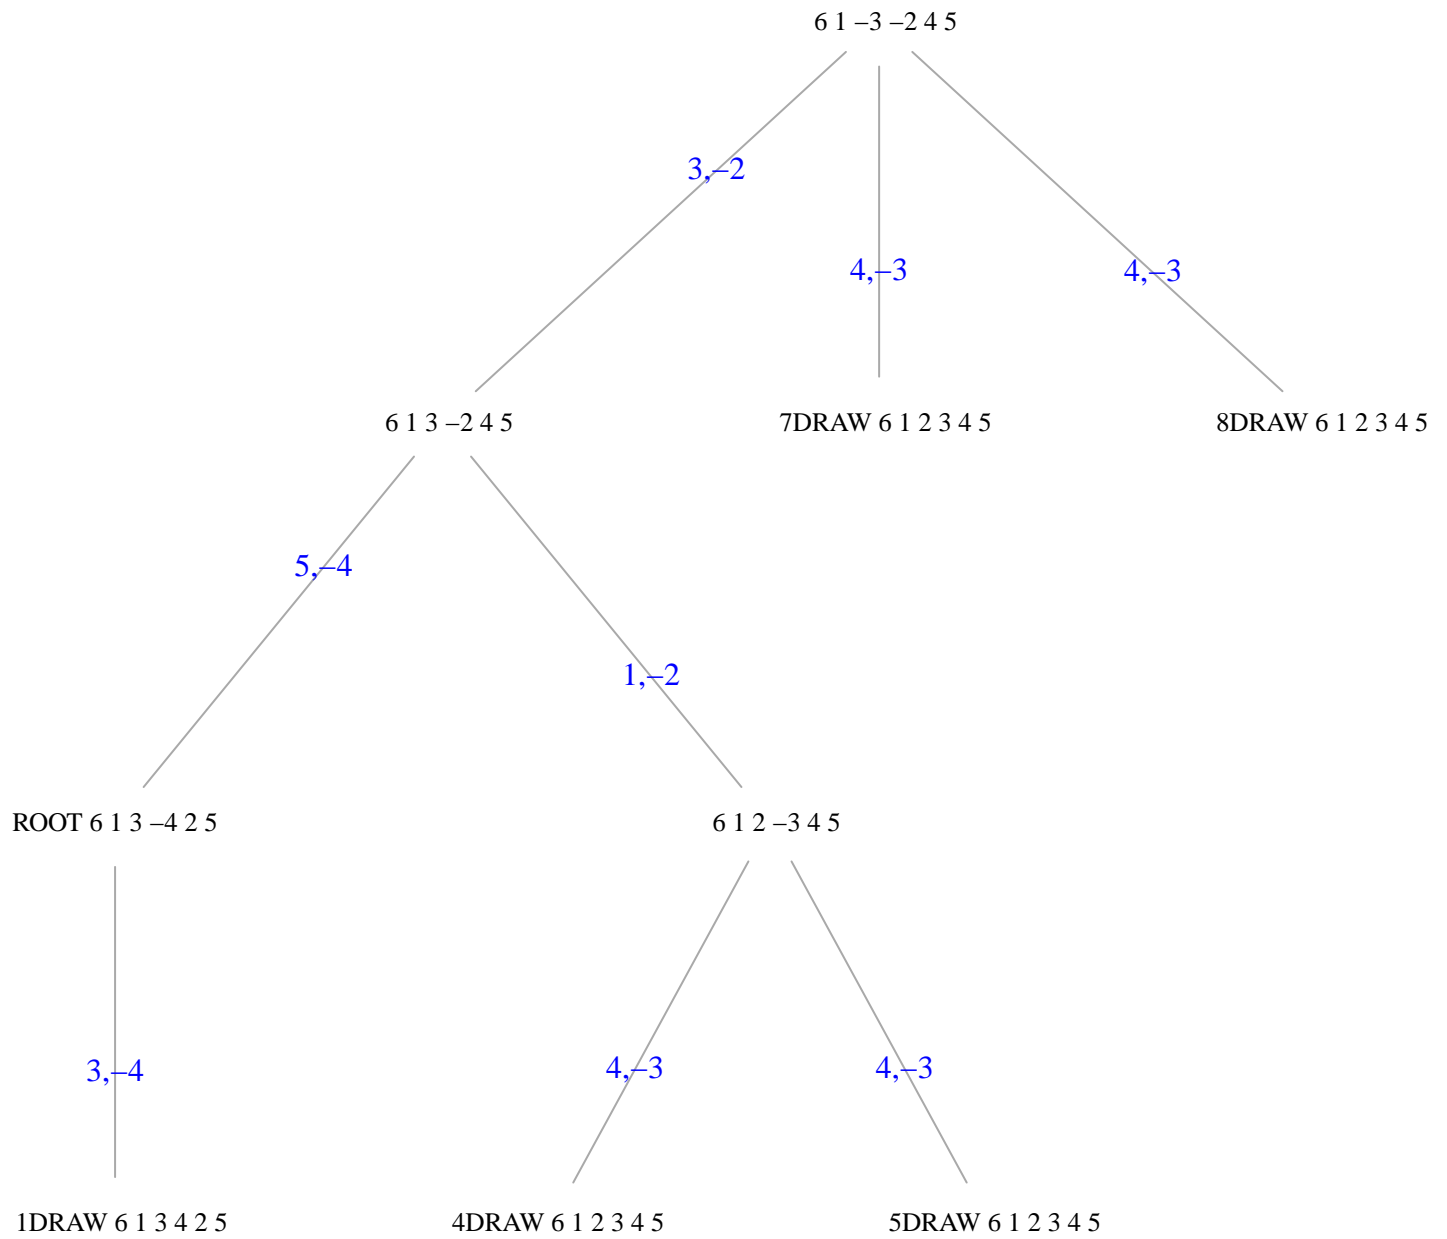 6 1 –3 –2 4 5
3,–2
4,–3
4,–3
6 1 3 –2 4 5
7DRAW 6 1 2 3 4 5
8DRAW 6 1 2 3 4 5
5,–4
1,–2
ROOT 6 1 3 –4 2 5
6 1 2 –3 4 5
3,–4
4,–3
4,–3
1DRAW 6 1 3 4 2 5
4DRAW 6 1 2 3 4 5
5DRAW 6 1 2 3 4 5